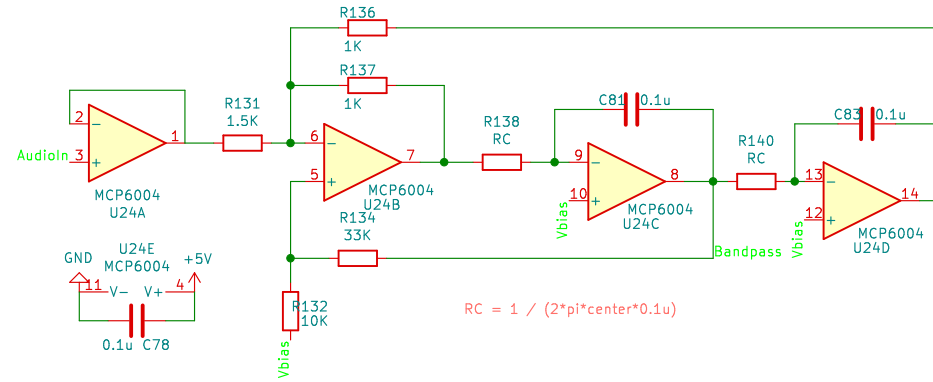 R136
1K
R137
1K
R131
1.5K
AudioIn
2
3
1
MCP6004
U24A
6
5
7
MCP6004
U24B
R138
RC
C81 0.1u
9
10
8
Vbias
MCP6004
U24C
R140
RC
C83 0.1u
13
12
14
Vbias
MCP6004
U24D
Bandpass
R134
33K
R132
10K
Vbias
GND
U24E
MCP6004
+5V
11
V-
V+
4
0.1u C78
RC = 1 / (2*pi*center*0.1u)